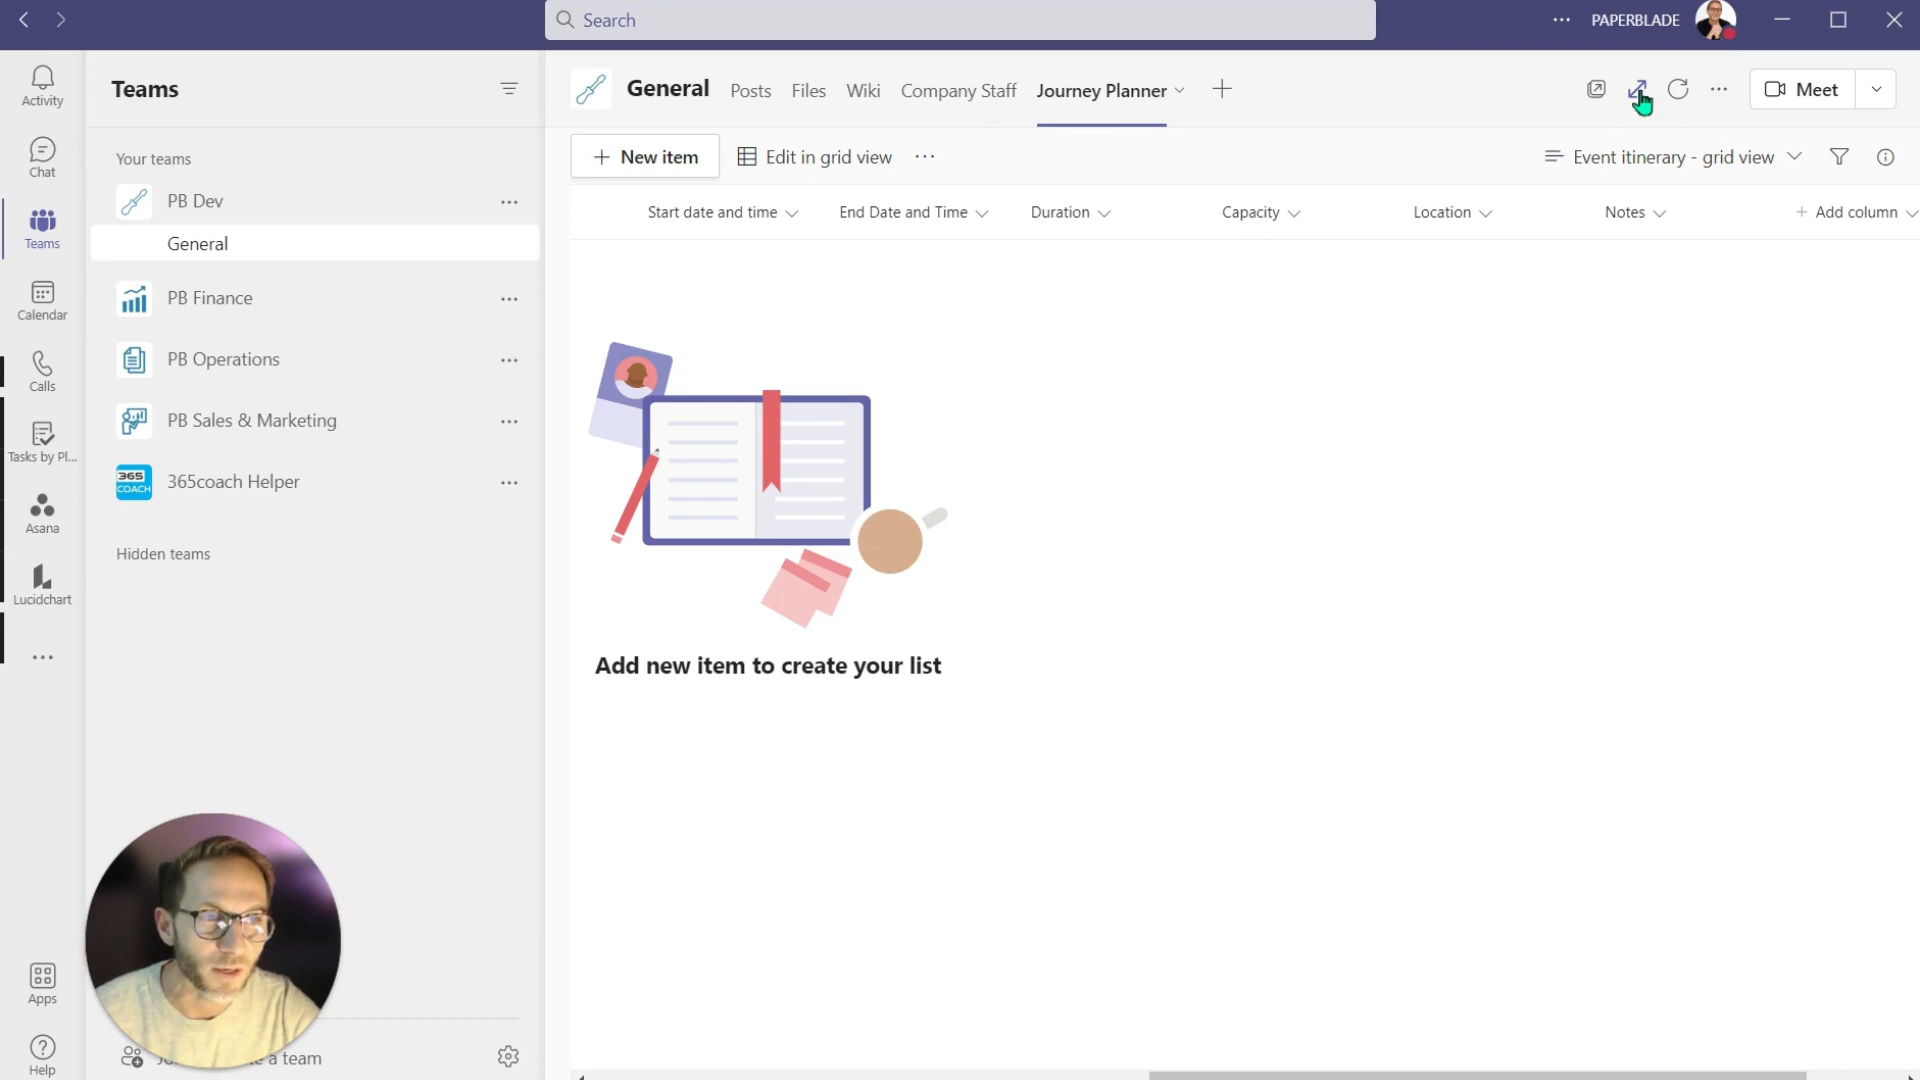 Search
PAPERBLADE
Activity
Chat
Teams
Calendar
Calls
Tasks by Pl...
Asana
Lucidchart
Apps
Help
Teams
Your teams
PB Dev
General
PB Finance
PB Operations
PB Sales & Marketing
365 COACH
365coach Helper
Hidden teams
a team
General
Posts
Files
Wiki
Company Staff
Journey Planner
Meet
New item
Edit in grid view
Event itinerary - grid view
Start date and time
End Date and Time
Duration
Capacity
Location
Notes
Add column
Add new item to create your list